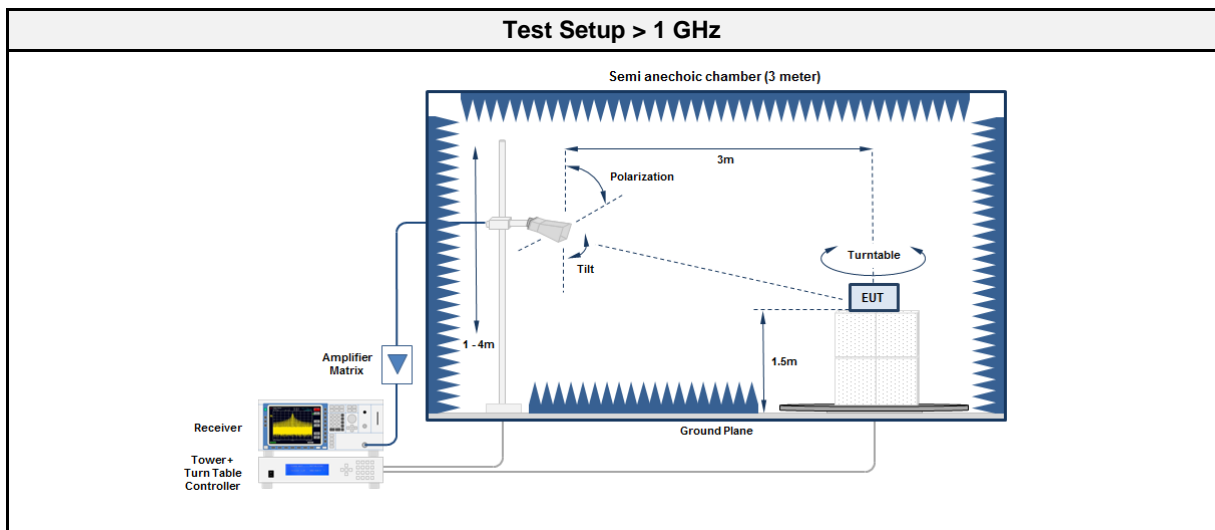 Test Setup > 1 GHz
Semi anechoic chamber (3 meter)
3m
Polarization
Tilt
Turntable
EUT
1 - 4m
1.5m
Amplifier
Matrix
Receiver
Ground Plane
Tower+
Turn Table
Controller